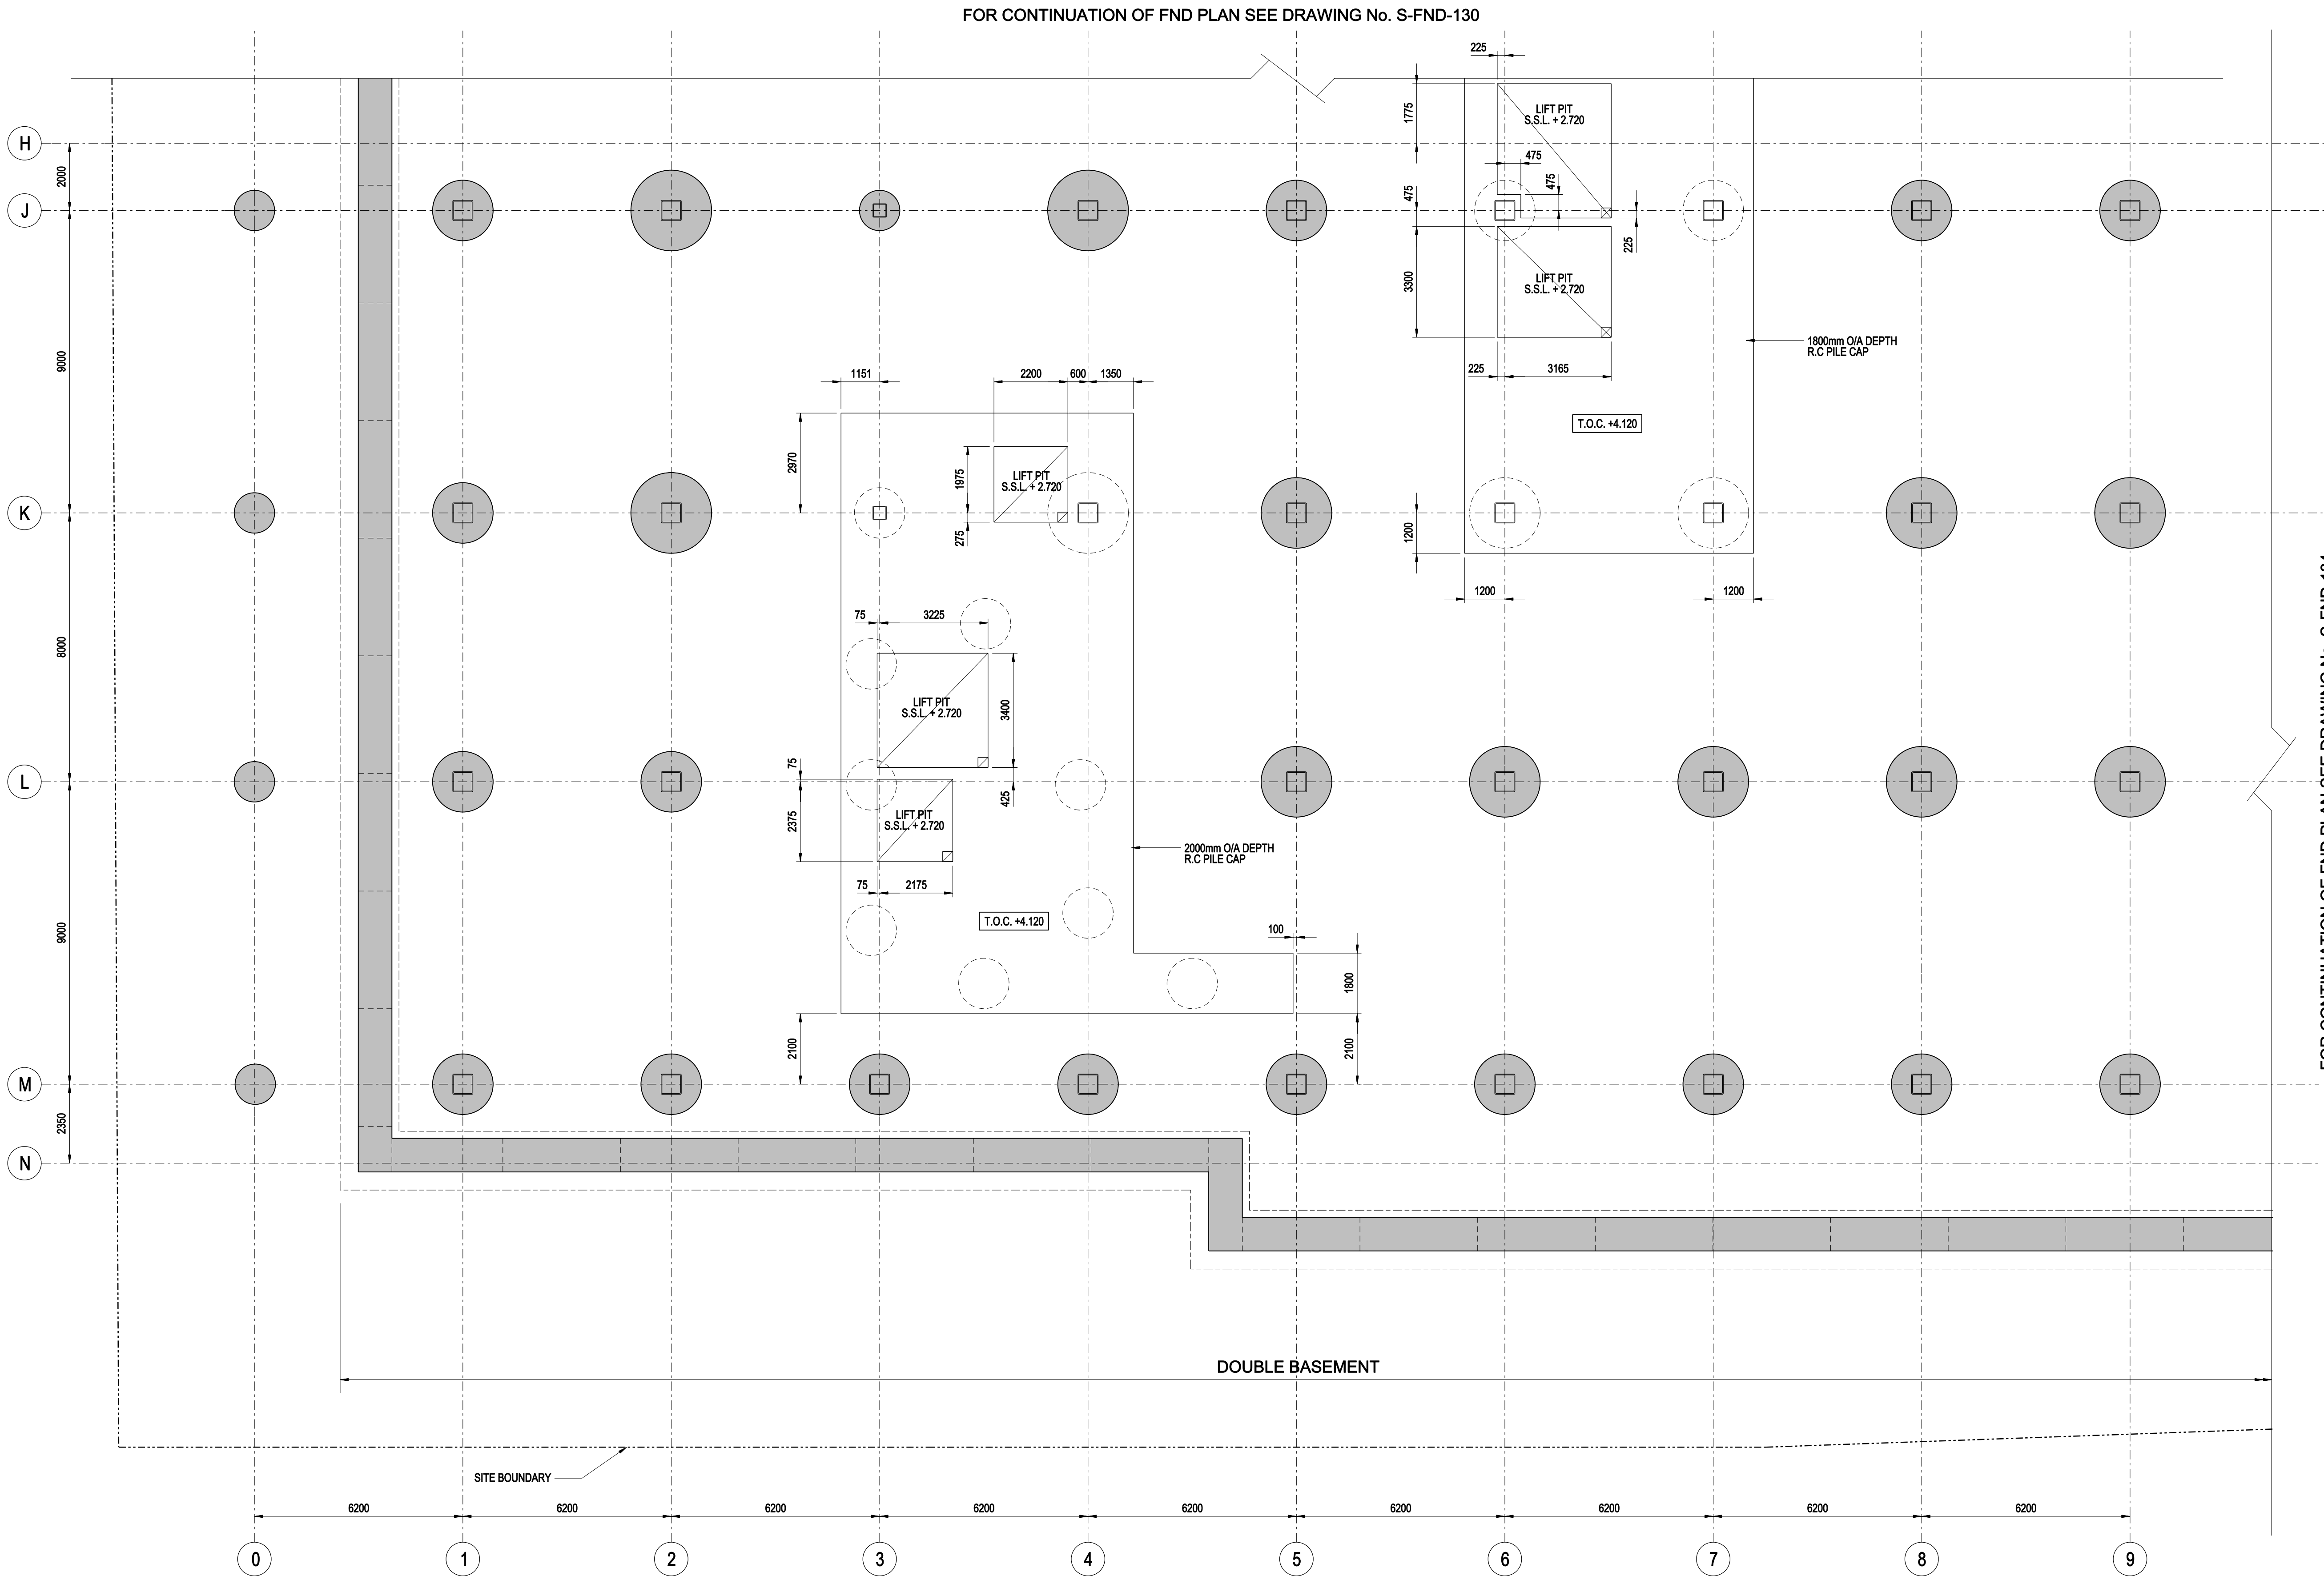 FOR CONTINUATION OF FND PLAN SEE DRAWING No. S-FND-130
225
LIFT PIT
S.S.L. + 2.720
1775
H
2000
475
475
475
J
225
LIFT PIT
S.S.L. + 2.720
3300
1800mm O/A DEPTH
R.C PILE CAP
9000
1151
2200
600
1350
225
3165
T.O.C. +4.120
2970
1975
LIFT PIT
S.S.L. + 2.720
K
275
1200
1200
1200
75
3225
8000
LIFT PIT
S.S.L. + 2.720
3400
75
L
425
2375
LIFT PIT
S.S.L. + 2.720
2000mm O/A DEPTH
R.C PILE CAP
75
2175
9000
T.O.C. +4.120
100
1800
2100
2100
M
2350
N
DOUBLE BASEMENT
SITE BOUNDARY
6200
6200
6200
6200
6200
6200
6200
6200
6200
0
1
2
3
4
5
6
7
8
9